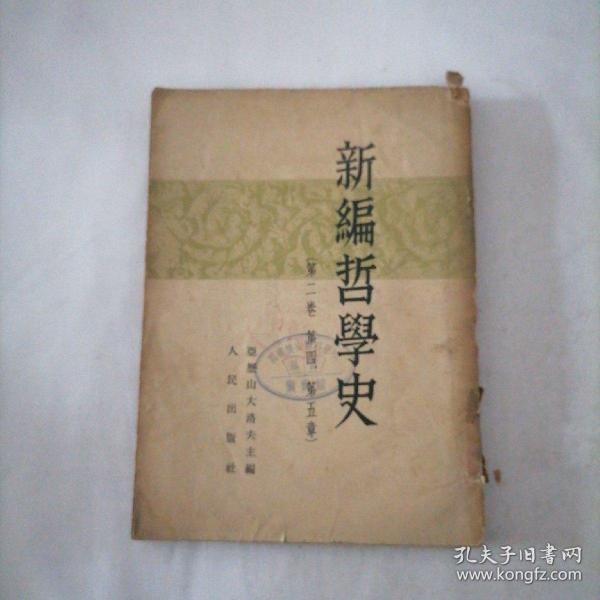 新編哲學史
(第二卷 第四、第五章)
亞歷山大洛夫主編
人民出版社
孔夫子旧書网
www.kongfz.com